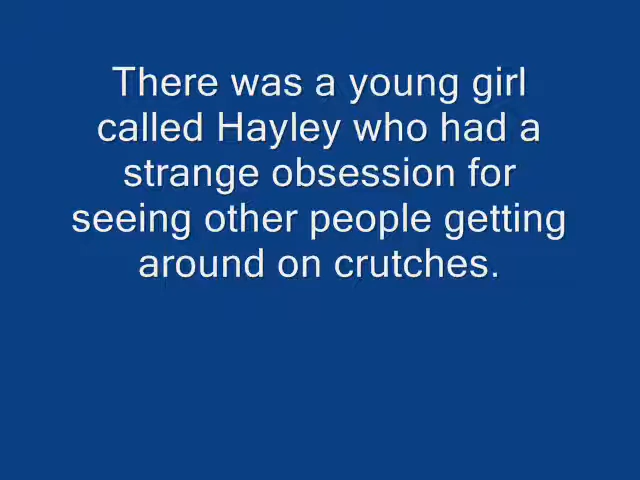 There was a young girl
called Hayley who had a
strange obsession for
seeing other people getting
around on crutches.